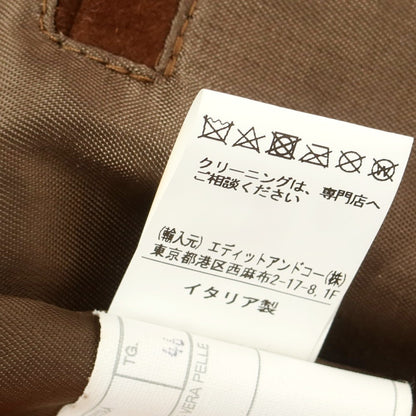 クリーニングは、専門店へ
ご相談ください
(輸入元) エディットアンドコー(株)
東京都港区西麻布2-17-8, 1F
イタリア製
TG. 44
VERA PELLE